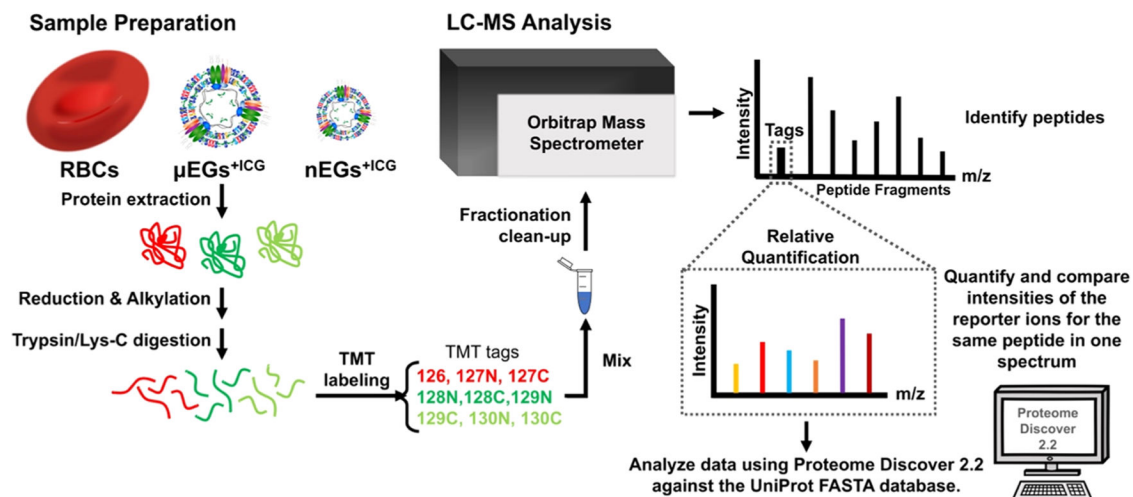 Sample Preparation
RBCs
µEGs+ICG
nEGs+ICG
Protein extraction
Reduction & Alkylation
Trypsin/Lys-C digestion
TMT
labeling
TMT tags
126, 127N, 127C
128N,128C,129N
129C, 130N, 130C
Mix
Fractionation
clean-up
LC-MS Analysis
Orbitrap Mass
Spectrometer
Intensity
Tags
m/z
Peptide Fragments
Identify peptides
Relative
Quantification
Intensity
m/z
Quantify and compare
intensities of the
reporter ions for the
same peptide in one
spectrum
Proteome
Discover
2.2
Analyze data using Proteome Discover 2.2
against the UniProt FASTA database.